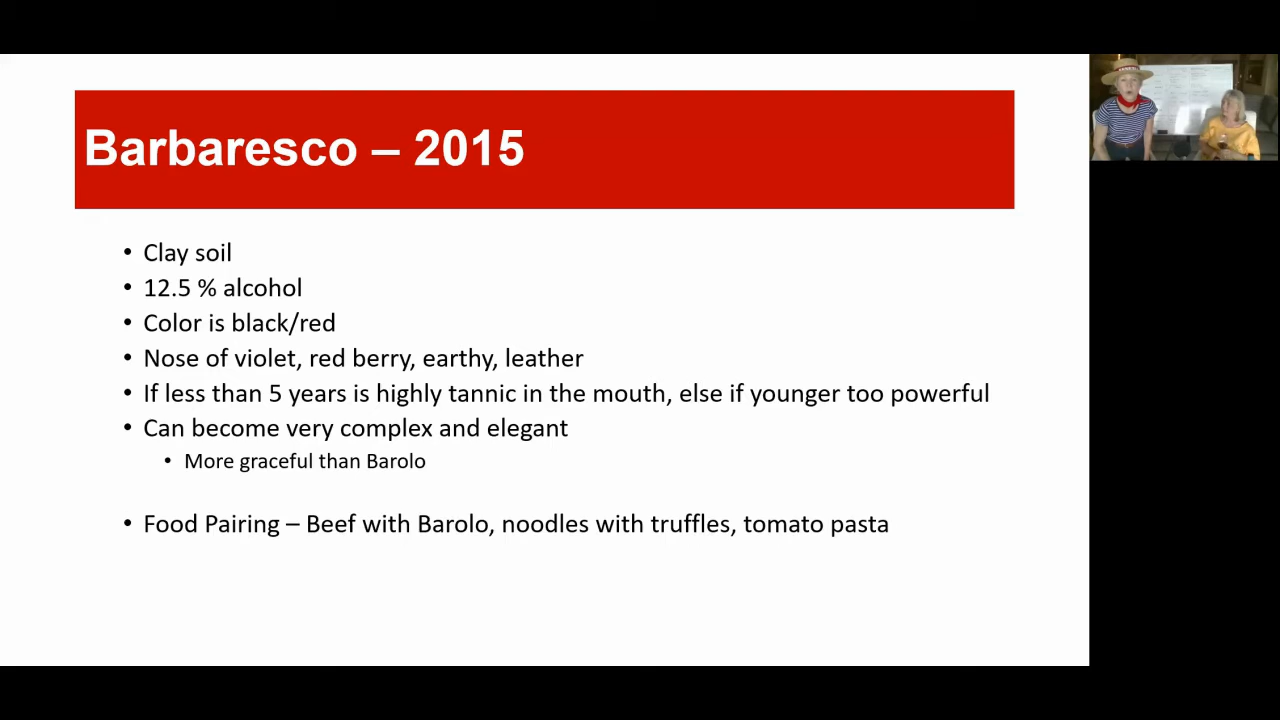 Barbaresco – 2015
• Clay soil
• 12.5 % alcohol
• Color is black/red
• Nose of violet, red berry, earthy, leather
• If less than 5 years is highly tannic in the mouth, else if younger too powerful
• Can become very complex and elegant
• More graceful than Barolo
• Food Pairing – Beef with Barolo, noodles with truffles, tomato pasta